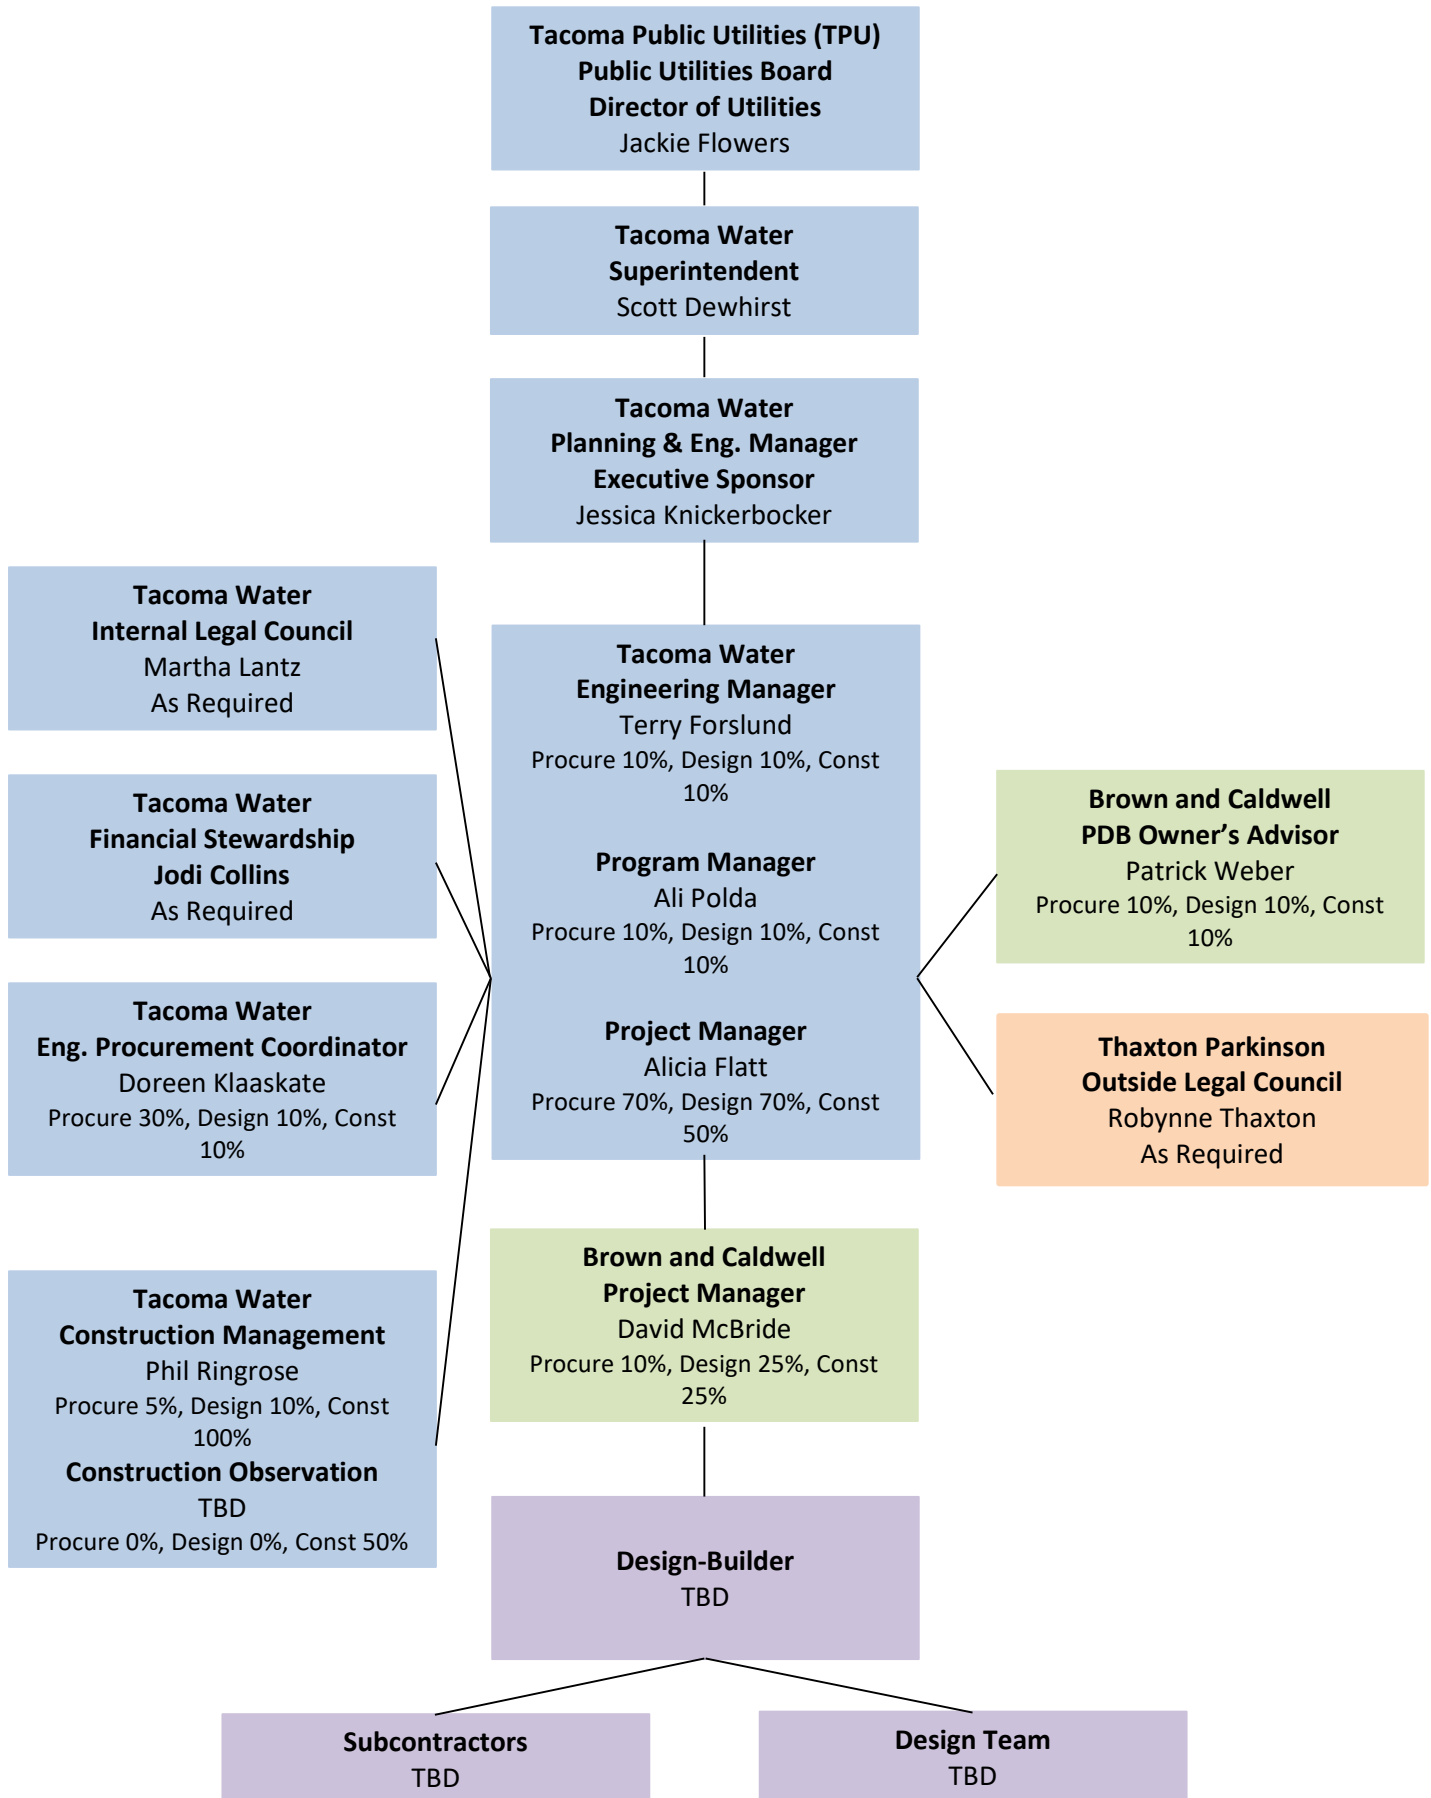 Tacoma Public Utilities (TPU)
Public Utilities Board
Director of Utilities
Jackie Flowers
Tacoma Water
Superintendent
Scott Dewhirst
Tacoma Water
Planning & Eng. Manager
Executive Sponsor
Jessica Knickerbocker
Tacoma Water
Internal Legal Council
Martha Lantz
As Required
Tacoma Water
Financial Stewardship
Jodi Collins
As Required
Tacoma Water
Eng. Procurement Coordinator
Doreen Klaaskate
Procure 30%, Design 10%, Const
10%
Tacoma Water
Construction Management
Phil Ringrose
Procure 5%, Design 10%, Const
100%
Construction Observation
TBD
Procure 0%, Design 0%, Const 50%
Tacoma Water
Engineering Manager
Terry Forslund
Procure 10%, Design 10%, Const
10%
Program Manager
Ali Polda
Procure 10%, Design 10%, Const
10%
Project Manager
Alicia Flatt
Procure 70%, Design 70%, Const
50%
Brown and Caldwell
PDB Owner’s Advisor
Patrick Weber
Procure 10%, Design 10%, Const
10%
Thaxton Parkinson
Outside Legal Council
Robynne Thaxton
As Required
Brown and Caldwell
Project Manager
David McBride
Procure 10%, Design 25%, Const
25%
Design-Builder
TBD
Subcontractors
TBD
Design Team
TBD